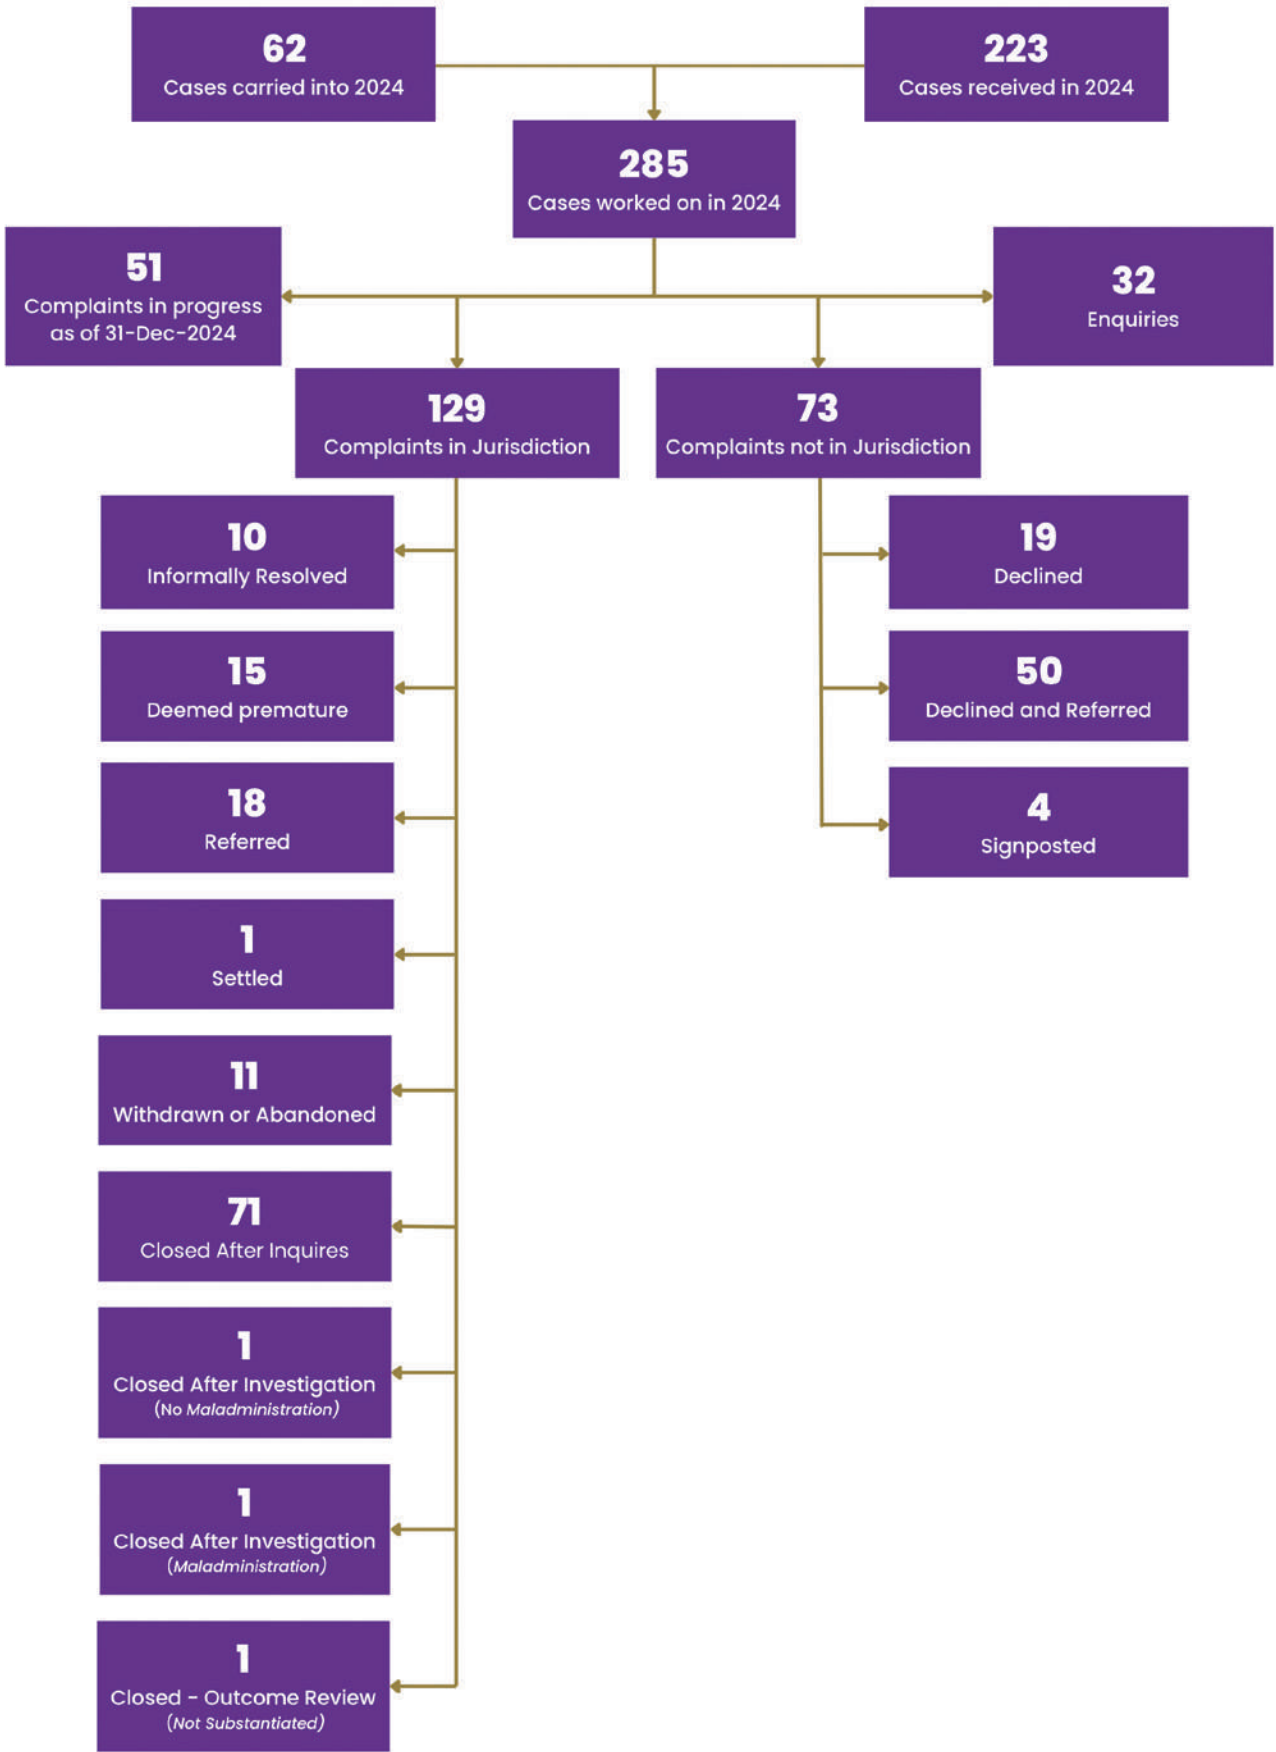 62
Cases carried into 2024
223
Cases received in 2024
285
Cases worked on in 2024
51
Complaints in progress
as of 31-Dec-2024
32
Enquiries
129
Complaints in Jurisdiction
73
Complaints not in Jurisdiction
10
Informally Resolved
15
Deemed premature
18
Referred
1
Settled
11
Withdrawn or Abandoned
71
Closed After Inquires
1
Closed After Investigation
(No Maladministration)
1
Closed After Investigation
(Maladministration)
1
Closed - Outcome Review
(Not Substantiated)
19
Declined
50
Declined and Referred
4
Signposted